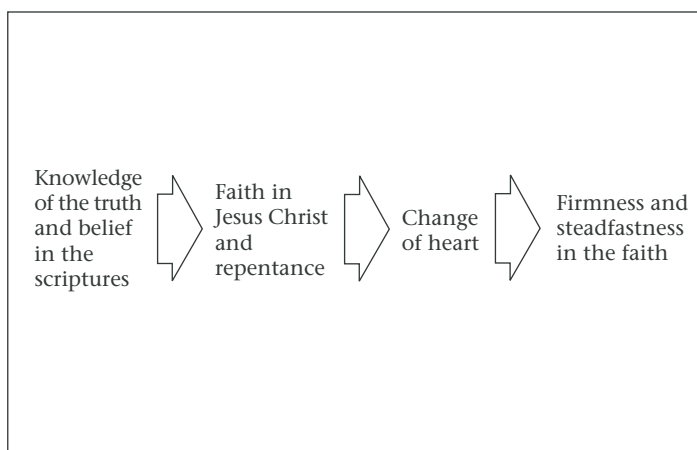 Knowledge
of the truth
and belief
in the
scriptures
Faith in
Jesus Christ
and
repentance
Change
of heart
Firmness and
steadfastness
in the faith